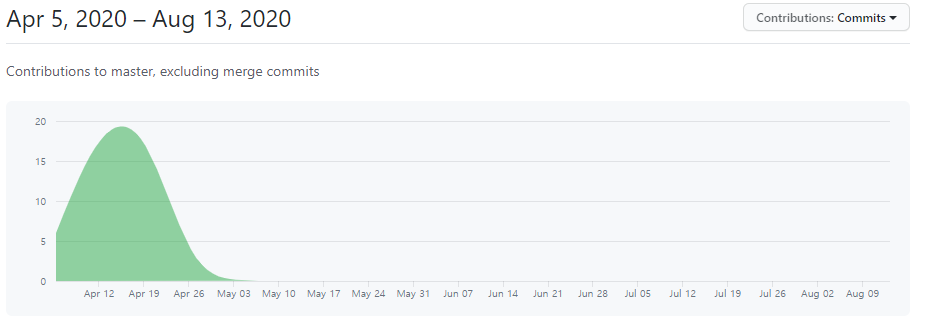 Apr 5, 2020 – Aug 13, 2020
Contributions: Commits
Contributions to master, excluding merge commits
20
15
10
5
0
Apr 12 Apr 19 Apr 26 May 03 May 10 May 17 May 24 May 31 Jun 07 Jun 14 Jun 21 Jun 28 Jul 05 Jul 12 Jul 19 Jul 26 Aug 02 Aug 09